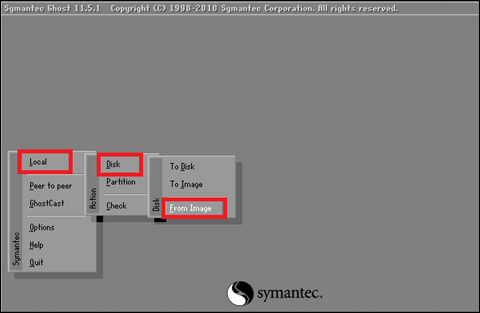 Symantec Ghost 11.5.1 Copyright (C) 1998-2010 Symantec Corporation. All rights reserved.
Local
Peer to peer
GhostCast
Options
Help
Quit
Symantec
Disk
Partition
Check
Action
To Disk
To Image
From Image
Disk
symantec.